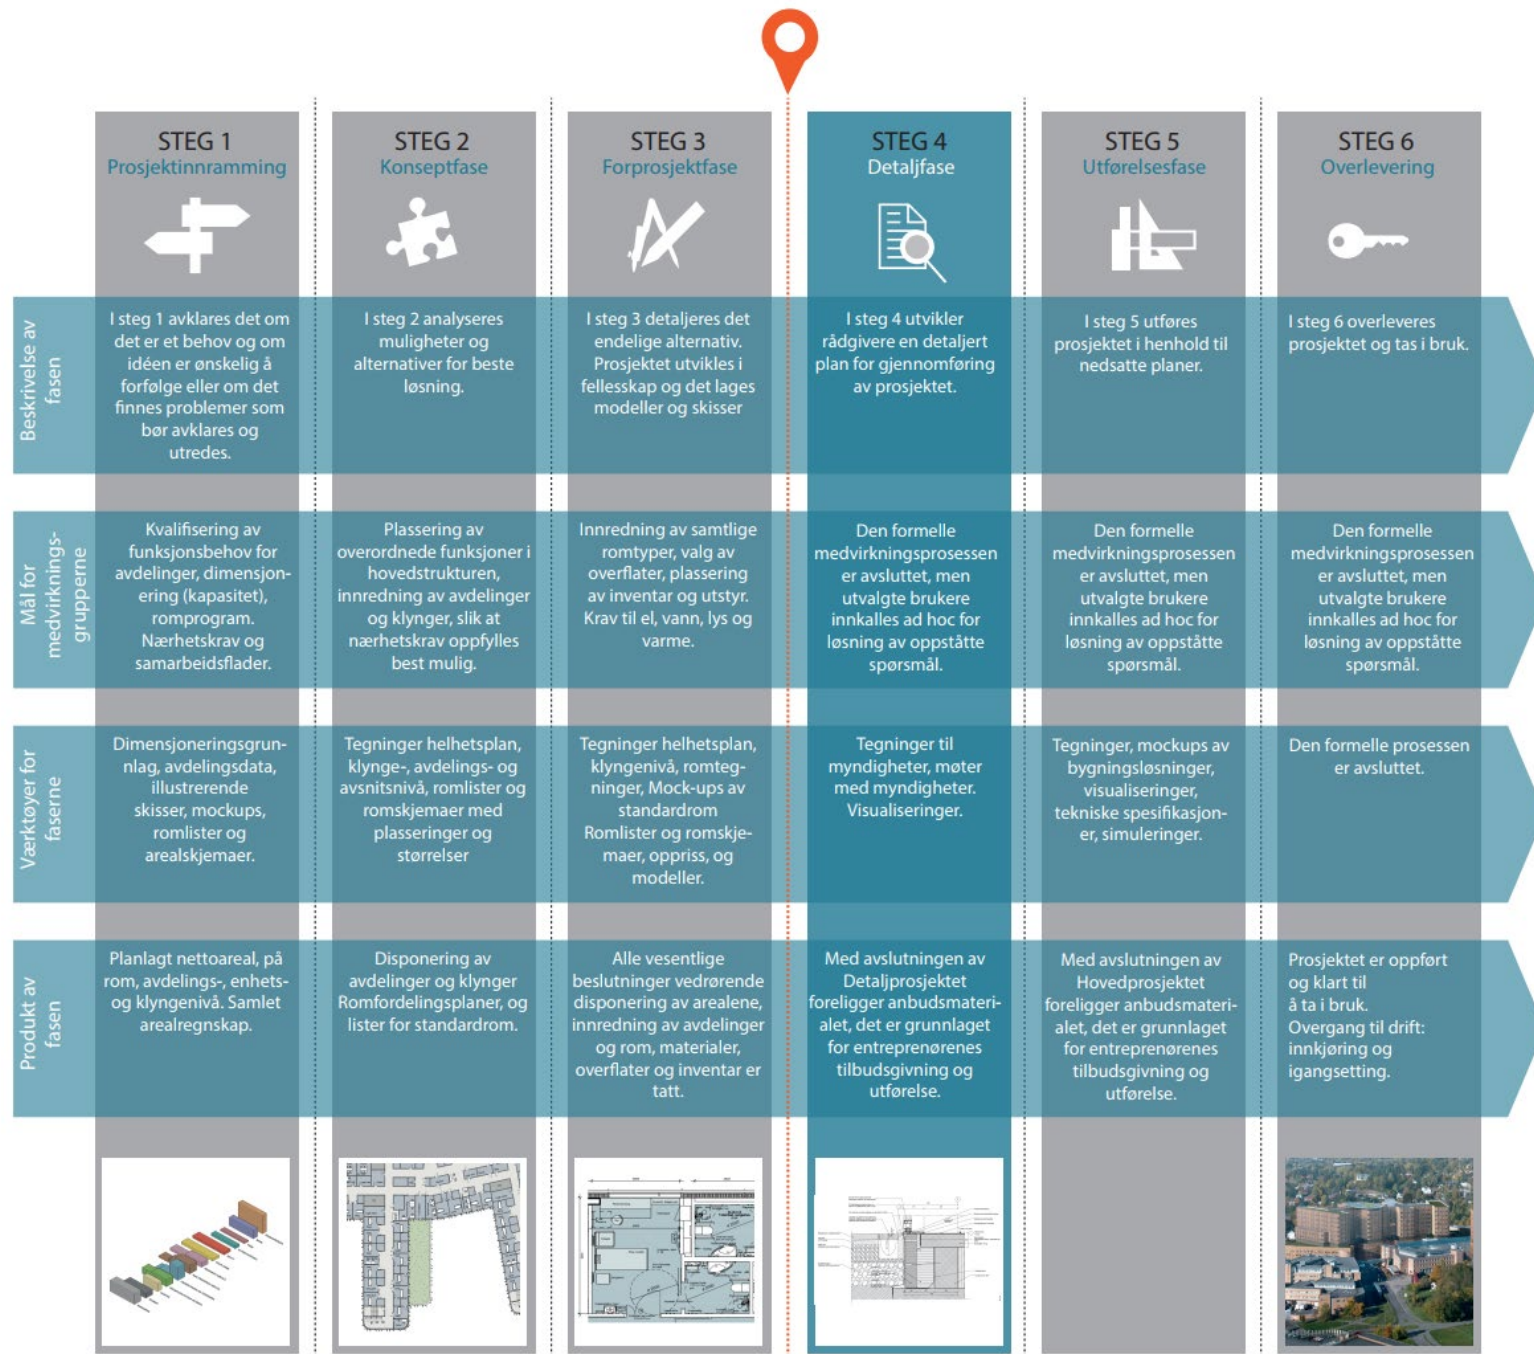 STEG 1
Prosjektinnramming
STEG 2
Konseptfase
STEG 3
Forprosjektfase
STEG 4
Detaljfase
STEG 5
Utførelsesfase
STEG 6
Overlevering
Beskrivelse av
fasen
I steg 1 avklares det om
det er et behov og om
idéen er ønskelig å
forfølge eller om det
finnes problemer som
bør avklares og
utredes.
I steg 2 analyseres
muligheter og
alternativer for beste
løsning.
I steg 3 detaljeres det
endelige alternativ.
Prosjektet utvikles i
fellesskap og det lages
modeller og skisser
I steg 4 utvikler
rådgivere en detaljert
plan for gjennomføring
av prosjektet.
I steg 5 utføres
prosjektet i henhold til
nedsatte planer.
I steg 6 overleveres
prosjektet og tas i bruk.
Mål for
medvirknings-
grupperne
Kvalifisering av
funksjonsbehov for
avdelinger, dimensjon-
ering (kapasitet),
romprogram.
Nærhetskrav og
samarbeidsflader.
Plassering av
overordnede funksjoner i
hovedstrukturen,
innredning av avdelinger
og klynger, slik at
nærhetskrav oppfylles
best mulig.
Innredning av samtlige
romtyper, valg av
overflater, plassering
av inventar og utstyr.
Krav til el, vann, lys og
varme.
Den formelle
medvirkningsprosessen
er avsluttet, men
utvalgte brukere
innkalles ad hoc for
løsning av oppståtte
spørsmål.
Den formelle
medvirkningsprosessen
er avsluttet, men
utvalgte brukere
innkalles ad hoc for
løsning av oppståtte
spørsmål.
Den formelle
medvirkningsprosessen
er avsluttet, men
utvalgte brukere
innkalles ad hoc for
løsning av oppståtte
spørsmål.
Værktøyer for
faserne
Dimensjoneringsgrun-
nlag, avdelingsdata,
illustrerende
skisser, mockups,
romlister og
arealskjemaer.
Tegninger helhetsplan,
klynge-, avdelings- og
avsnitsnivå, romlister og
romskjemaer med
plasseringer og
størrelser
Tegninger helhetsplan,
klyngenivå, romteg-
ninger, Mock-ups av
standardrom
Romlister og romskje-
maer, oppriss, og
modeller.
Tegninger til
myndigheter, møter
med myndigheter.
Visualiseringer.
Tegninger, mockups av
bygningsløsninger,
visualiseringer,
tekniske spesifikasjon-
er, simuleringer.
Den formelle prosessen
er avsluttet.
Produkt av
fasen
Planlagt nettoareal, på
rom, avdelings-, enhets-
og klyngenivå. Samlet
arealregnskap.
Disponering av
avdelinger og klynger
Romfordelingsplaner, og
lister for standardrom.
Alle vesentlige
beslutninger vedrørende
disponering av arealene,
innredning av avdelinger
og rom, materialer,
overflater og inventar er
tatt.
Med avslutningen av
Detaljprosjektet
foreligger anbudsmateri-
alet, det er grunnlaget
for entreprenørenes
tilbudsgivning og
utførelse.
Med avslutningen av
Hovedprosjektet
foreligger anbudsmateri-
alet, det er grunnlaget
for entreprenørenes
tilbudsgivning og
utførelse.
Prosjektet er oppført
og klart til
å ta i bruk.
Overgang til drift:
innkjøring og
igangsetting.